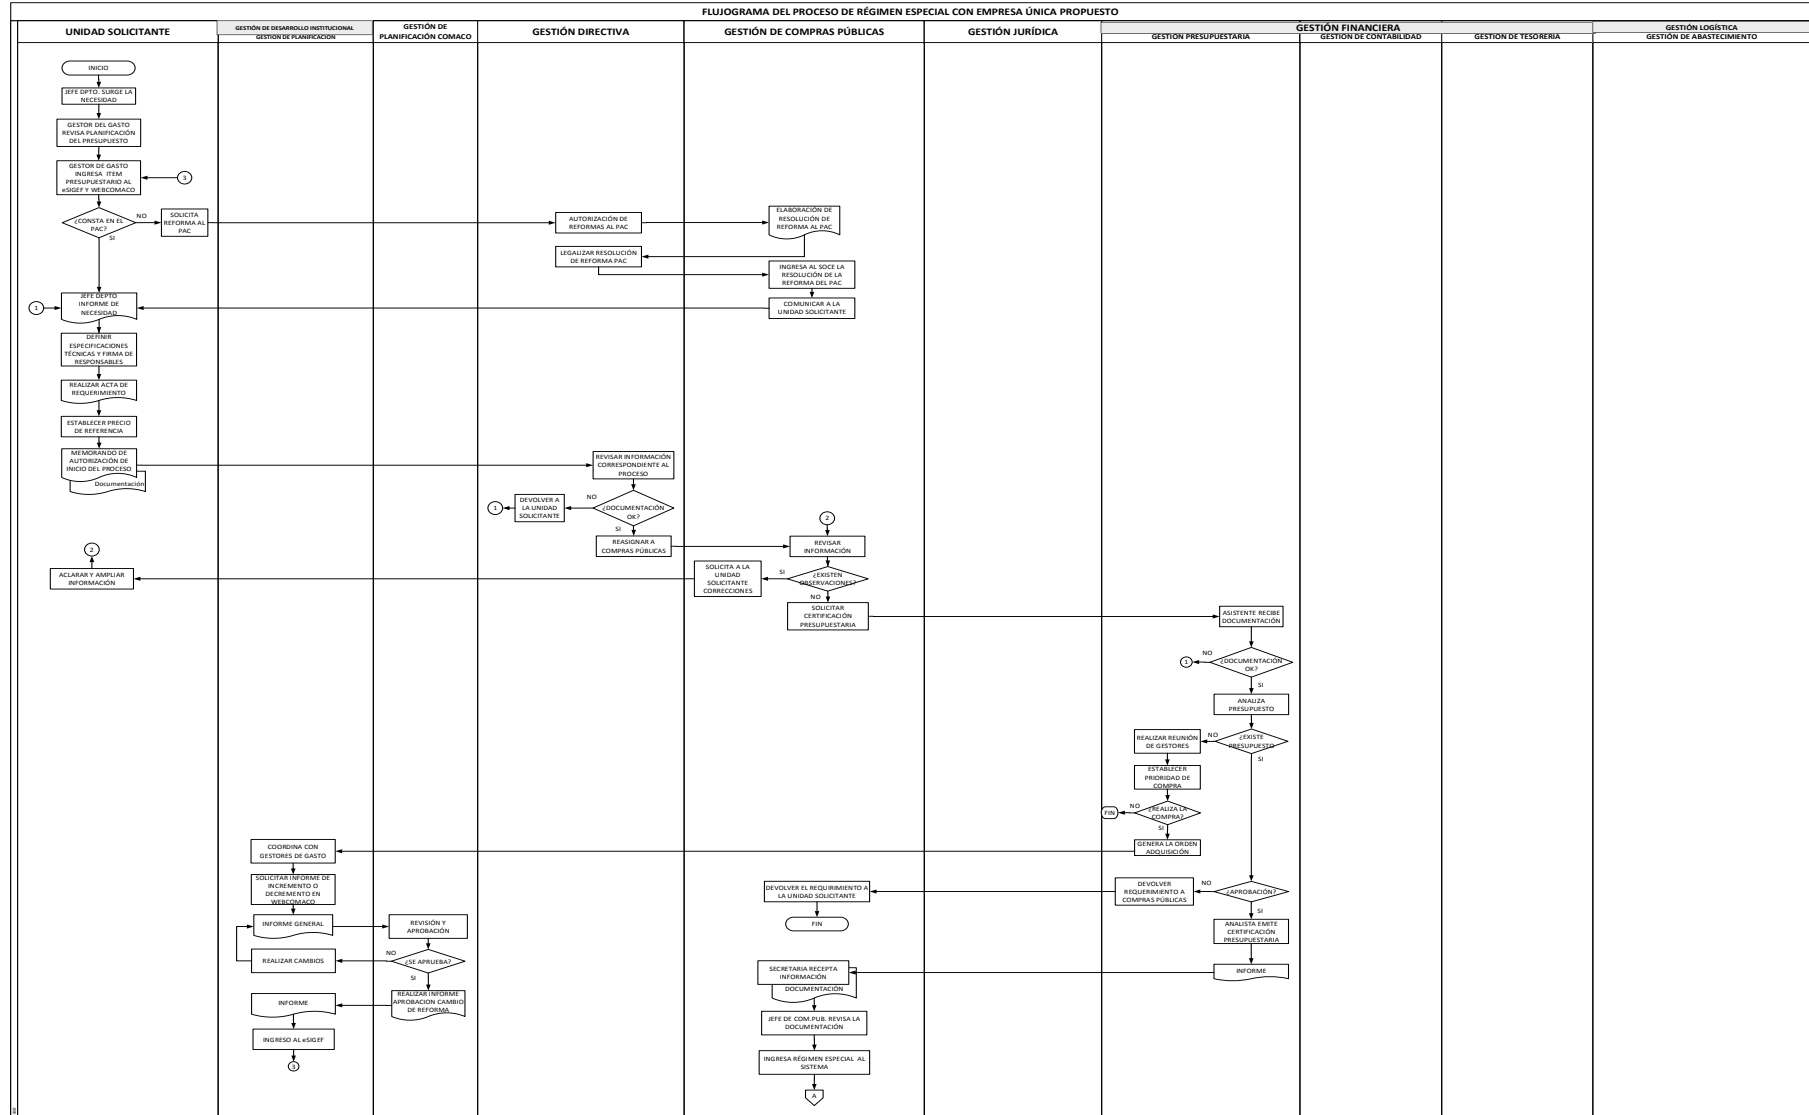 FLUJOGRAMA DEL PROCESO DE RÉGIMEN ESPECIAL CON EMPRESA ÚNICA PROPUESTO
UNIDAD SOLICITANTE
GESTIÓN DE DESARROLLO INSTITUCIONAL
GESTION DE PLANIFICACIÓN
GESTIÓN DE
PLANIFICACIÓN COMACO
GESTIÓN DIRECTIVA
GESTIÓN DE COMPRAS PÚBLICAS
GESTIÓN JURÍDICA
GESTIÓN FINANCIERA
GESTION PRESUPUESTARIA
GESTION DE CONTABILIDAD
GESTION DE TESORERIA
GESTIÓN LOGÍSTICA
GESTIÓN DE ABASTECIMIENTO
INICIO
JEFE DPTO. SURGE LA
NECESIDAD
GESTOR DEL GASTO
REVISA PLANIFICACIÓN
DEL PRESUPUESTO
GESTOR DE GASTO
INGRESA ITEM
PRESUPUESTARIO AL
eSIGEF Y WEBCOMACO
3
¿CONSTA EN EL
PAC?
NO
SI
SOLICITA
REFORMA AL
PAC
AUTORIZACIÓN DE
REFORMAS AL PAC
ELABORACIÓN DE
RESOLUCIÓN DE
REFORMA AL PAC
LEGALIZAR RESOLUCIÓN
DE REFORMA PAC
INGRESA AL SOCE LA
RESOLUCIÓN DE LA
REFORMA DEL PAC
COMUNICAR A LA
UNIDAD SOLICITANTE
1
JEFE DEPTO
INFORME DE
NECESIDAD
DEFINIR
ESPECIFICACIONES
TÉCNICAS Y FIRMA DE
RESPONSABLES
REALIZAR ACTA DE
REQUERIMIENTO
ESTABLECER PRECIO
DE REFERENCIA
MEMORANDO DE
AUTORIZACIÓN DE
INICIO DEL PROCESO
Documentación
REVISAR INFORMACIÓN
CORRESPONDIENTE AL
PROCESO
¿DOCUMENTACIÓN
OK?
NO
SI
DEVOLVER A
LA UNIDAD
SOLICITANTE
1
REASIGNAR A
COMPRAS PÚBLICAS
2
REVISAR
INFORMACIÓN
¿EXISTEN
OBSERVACIONES?
SI
NO
SOLICITA A LA
UNIDAD
SOLICITANTE
CORRECCIONES
2
ACLARAR Y AMPLIAR
INFORMACIÓN
SOLICITAR
CERTIFICACIÓN
PRESUPUESTARIA
ASISTENTE RECIBE
DOCUMENTACIÓN
¿DOCUMENTACIÓN
OK?
NO
1
SI
ANALIZA
PRESUPUESTO
¿EXISTE
PRESUPUESTO
NO
SI
REALIZAR REUNIÓN
DE GESTORES
ESTABLECER
PRIORIDAD DE
COMPRA
¿REALIZA LA
COMPRA?
NO
FIN
SI
GENERA LA ORDEN
ADQUISICIÓN
COORDINA CON
GESTORES DE GASTO
SOLICITAR INFORME DE
INCREMENTO O
DECREMENTO EN
WEBCOMACO
INFORME GENERAL
REVISIÓN Y
APROBACIÓN
¿SE APRUEBA?
NO
SI
REALIZAR CAMBIOS
REALIZAR INFORME
APROBACION CAMBIO
DE REFORMA
INFORME
INGRESO AL eSIGEF
3
¿APROBACIÓN?
NO
SI
DEVOLVER
REQUERIMIENTO A
COMPRAS PÚBLICAS
DEVOLVER EL REQUIRIMIENTO A
LA UNIDAD SOLICITANTE
FIN
ANALISTA EMITE
CERTIFICACIÓN
PRESUPUESTARIA
INFORME
SECRETARIA RECEPTA
INFORMACIÓN
DOCUMENTACIÓN
JEFE DE COM.PUB. REVISA LA
DOCUMENTACIÓN
INGRESA RÉGIMEN ESPECIAL AL
SISTEMA
A